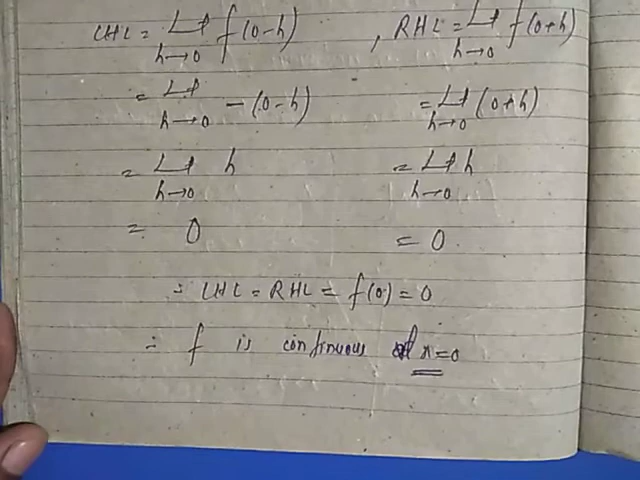 LHL = Lt h→0 f(0-h) , RHL = Lt h→0 f(0+h)
= Lt h→0 -(0-h) = Lt h→0 (0+h)
= Lt h→0 h = Lt h→0 h
= 0 = 0
∴ LHL = RHL = f(0) = 0
∴ f is continuous at x=0